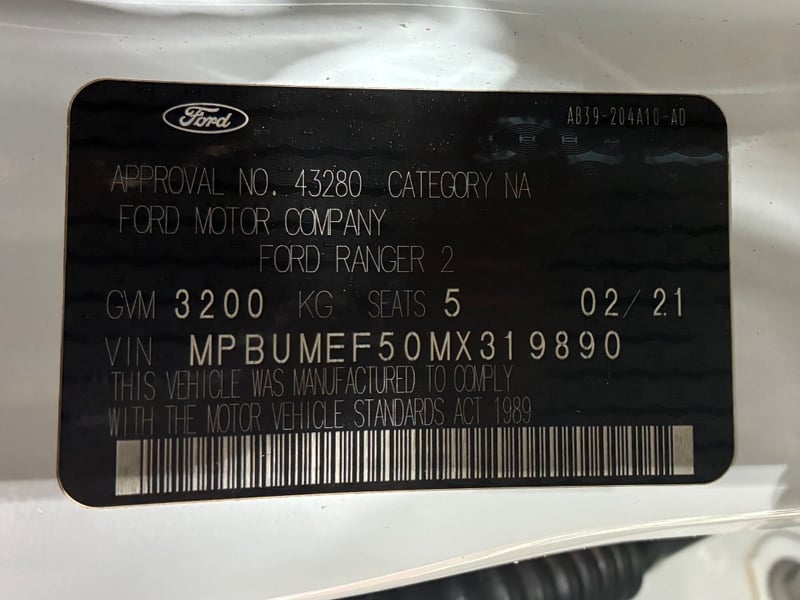 Ford
AB39-204A10-AD
APPROVAL NO. 43280 CATEGORY NA
FORD MOTOR COMPANY
FORD RANGER 2
GVM 3200 KG SEATS 5 02/21
VIN MPBUMEF50MX319890
THIS VEHICLE WAS MANUFACTURED TO COMPLY
WITH THE MOTOR VEHICLE STANDARDS ACT 1989